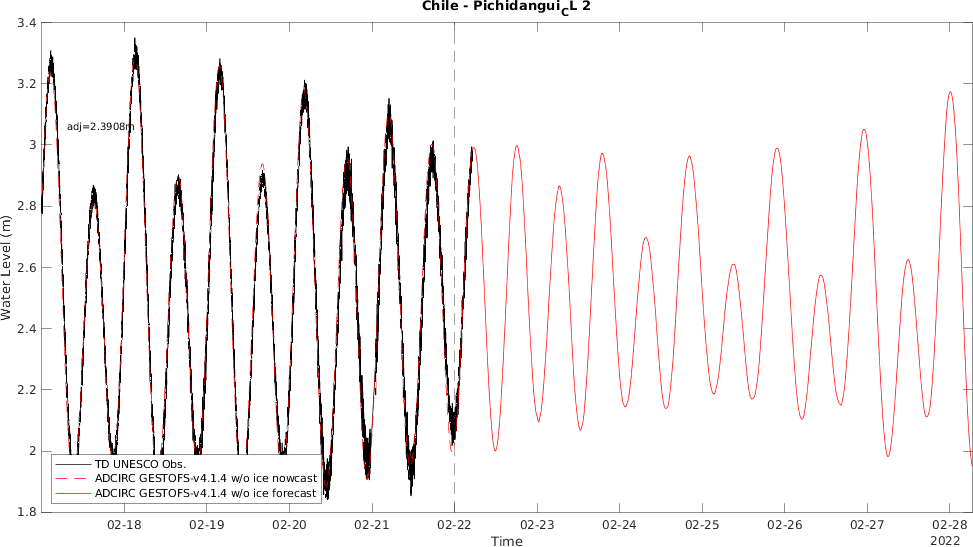 Chile - PichidanguiCL 2
3.4
3.2
3
2.8
2.6
2.4
2.2
2
1.8
Water Level (m)
adj=2.3908m
TD UNESCO Obs.
ADCIRC GESTOFS-v4.1.4 w/o ice nowcast
ADCIRC GESTOFS-v4.1.4 w/o ice forecast
02-18 02-19 02-20 02-21 02-22 02-23 02-24 02-25 02-26 02-27 02-28
Time
2022